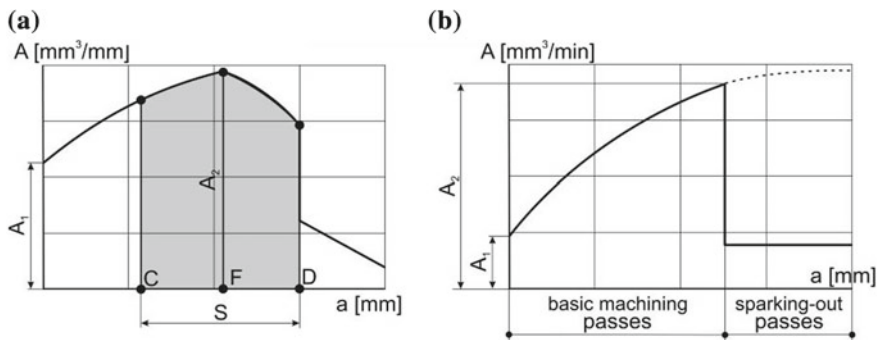 (a)
A [mm³/mm]
A₁
A₂
C
F
D
a [mm]
S
(b)
A [mm³/min]
A₂
A₁
a [mm]
basic machining
passes
sparking-out
passes